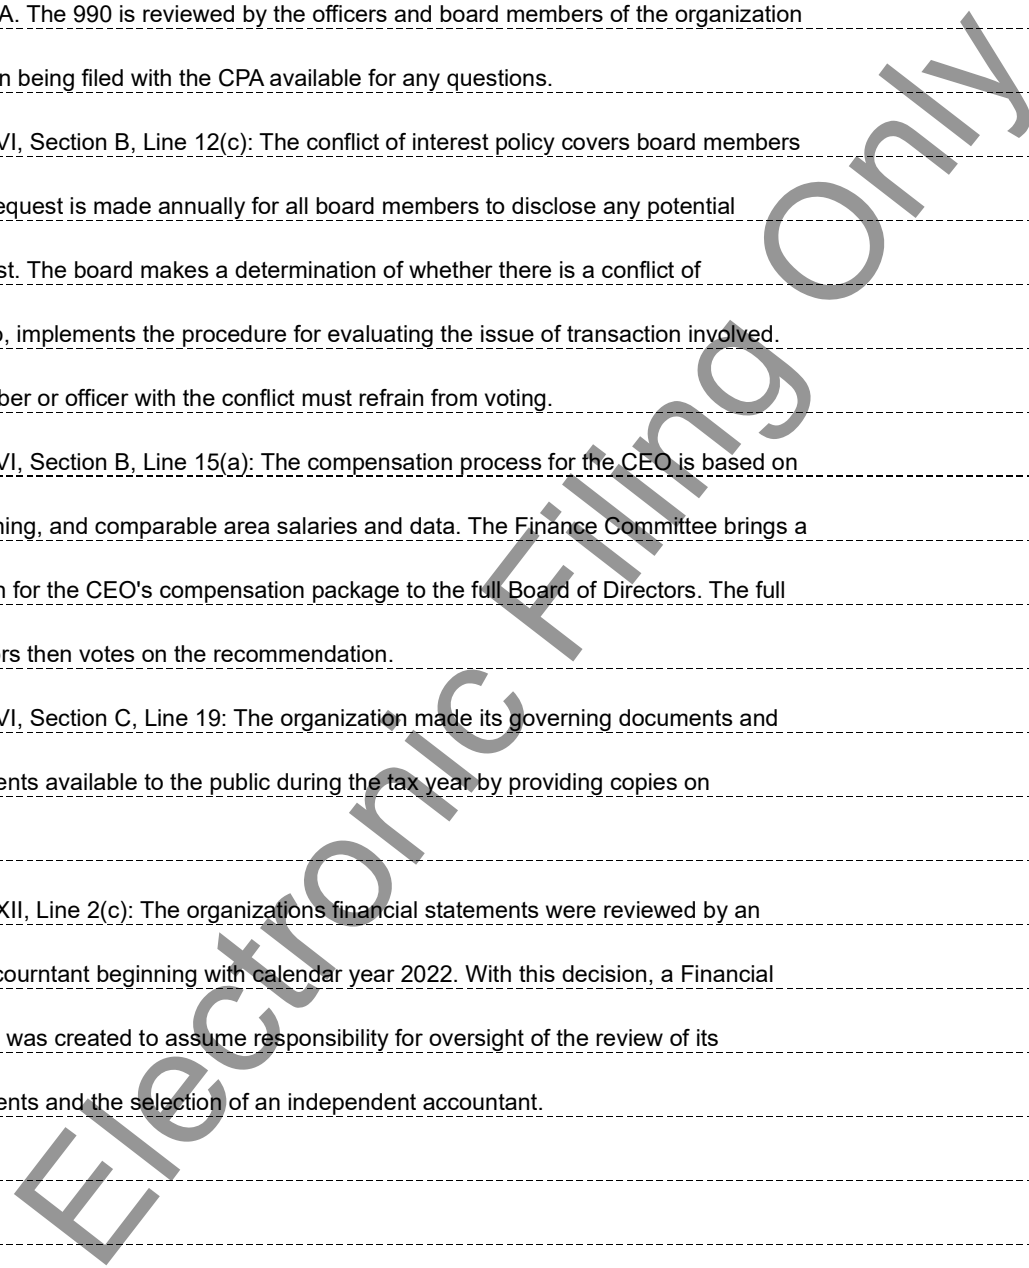 A. The 990 is reviewed by the officers and board members of the organization
being filed with the CPA available for any questions.
VI, Section B, Line 12(c): The conflict of interest policy covers board members
is made annually for all board members to disclose any potential
The board makes a determination of whether there is a conflict of
implements the procedure for evaluating the issue of transaction involved.
or officer with the conflict must refrain from voting.
VI, Section B, Line 15(a): The compensation process for the CEO is based on
and comparable area salaries and data. The Finance Committee brings a
for the CEO's compensation package to the full Board of Directors. The full
then votes on the recommendation.
VI, Section C, Line 19: The organization made its governing documents and
available to the public during the tax year by providing copies on
XII, Line 2(c): The organizations financial statements were reviewed by an
beginning with calendar year 2022. With this decision, a Financial
was created to assume responsibility for oversight of the review of its
and the selection of an independent accountant.
Electronic Filing Only